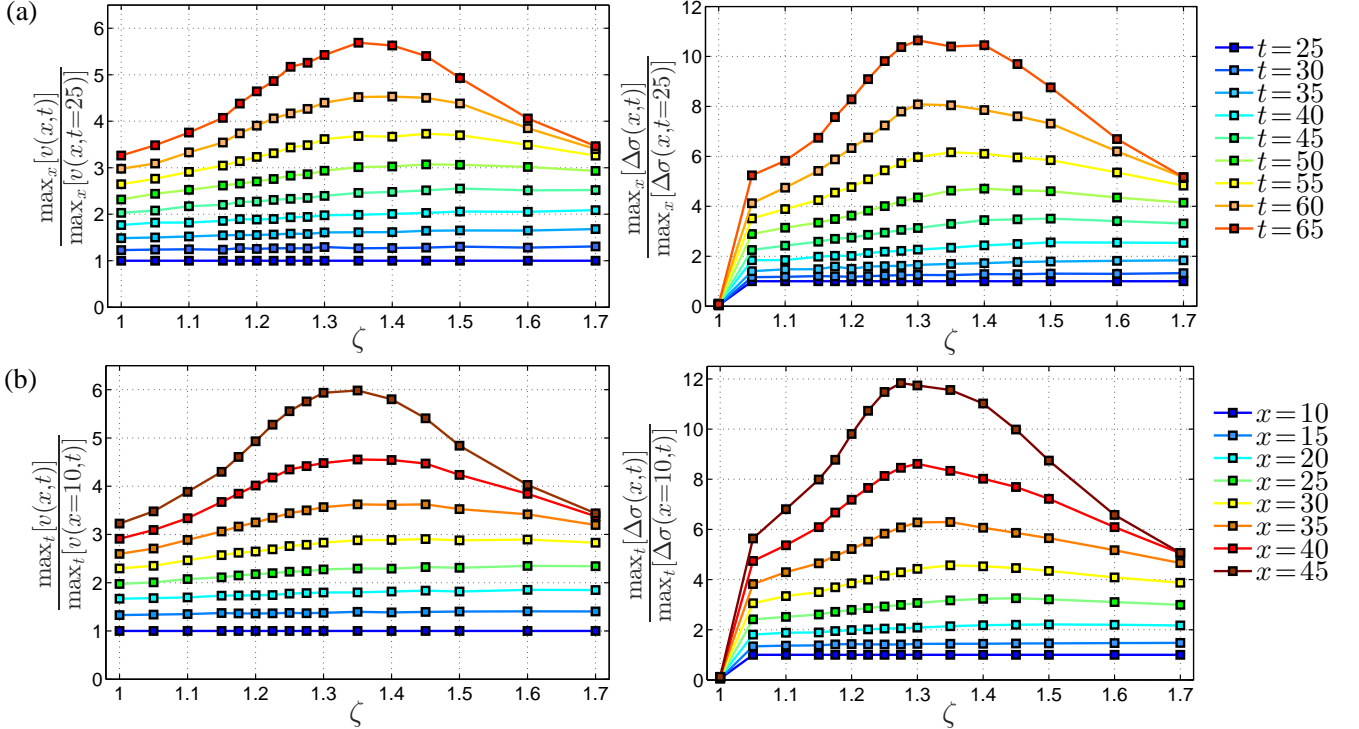 (a)
max_x[v(x,t)]
max_x[v(x,t=25)]
6
5
4
3
2
1
0
1 1.1 1.2 1.3 1.4 1.5 1.6 1.7
ζ
max_x[Δσ(x,t)]
max_x[Δσ(x,t=25)]
12
10
8
6
4
2
0
1 1.1 1.2 1.3 1.4 1.5 1.6 1.7
ζ
t=25
t=30
t=35
t=40
t=45
t=50
t=55
t=60
t=65
(b)
max_t[v(x,t)]
max_t[v(x=10,t)]
6
5
4
3
2
1
0
1 1.1 1.2 1.3 1.4 1.5 1.6 1.7
ζ
max_t[Δσ(x,t)]
max_t[Δσ(x=10,t)]
12
10
8
6
4
2
0
1 1.1 1.2 1.3 1.4 1.5 1.6 1.7
ζ
x=10
x=15
x=20
x=25
x=30
x=35
x=40
x=45